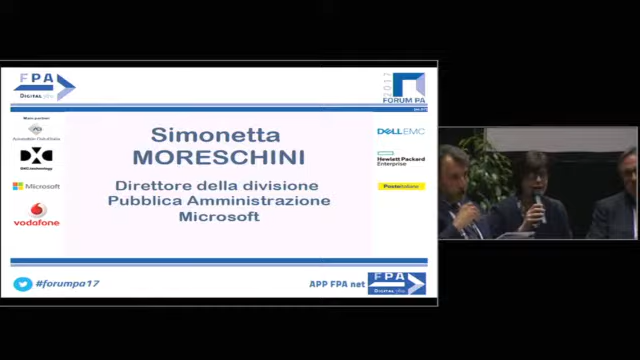 FPA
DIGITAL 360
2017
FORUM PA
Main partner
DXC.technology
Microsoft
vodafone
Simonetta
MORESCHINI
Direttore della divisione
Pubblica Amministrazione
Microsoft
DELL EMC
Hewlett Packard
Enterprise
Posteitaliane
#forumpa17
APP FPA net
FPA
DIGITAL 360